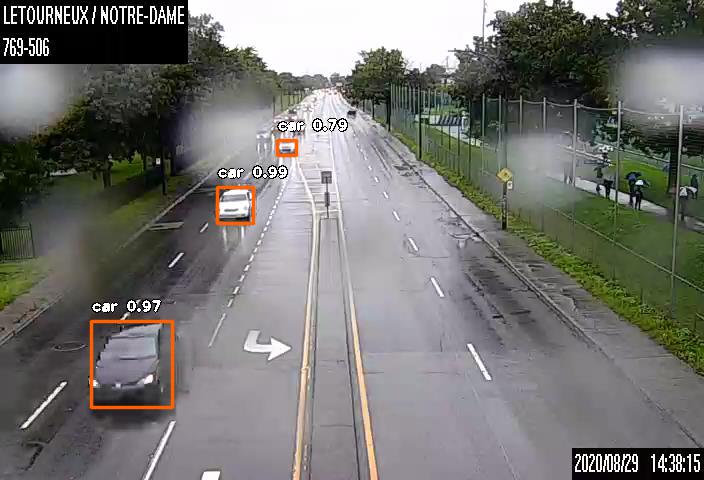 LETOURNEUX / NOTRE-DAME
769-506
car 0.79
car 0.99
car 0.97
2020/08/29 14:38:15